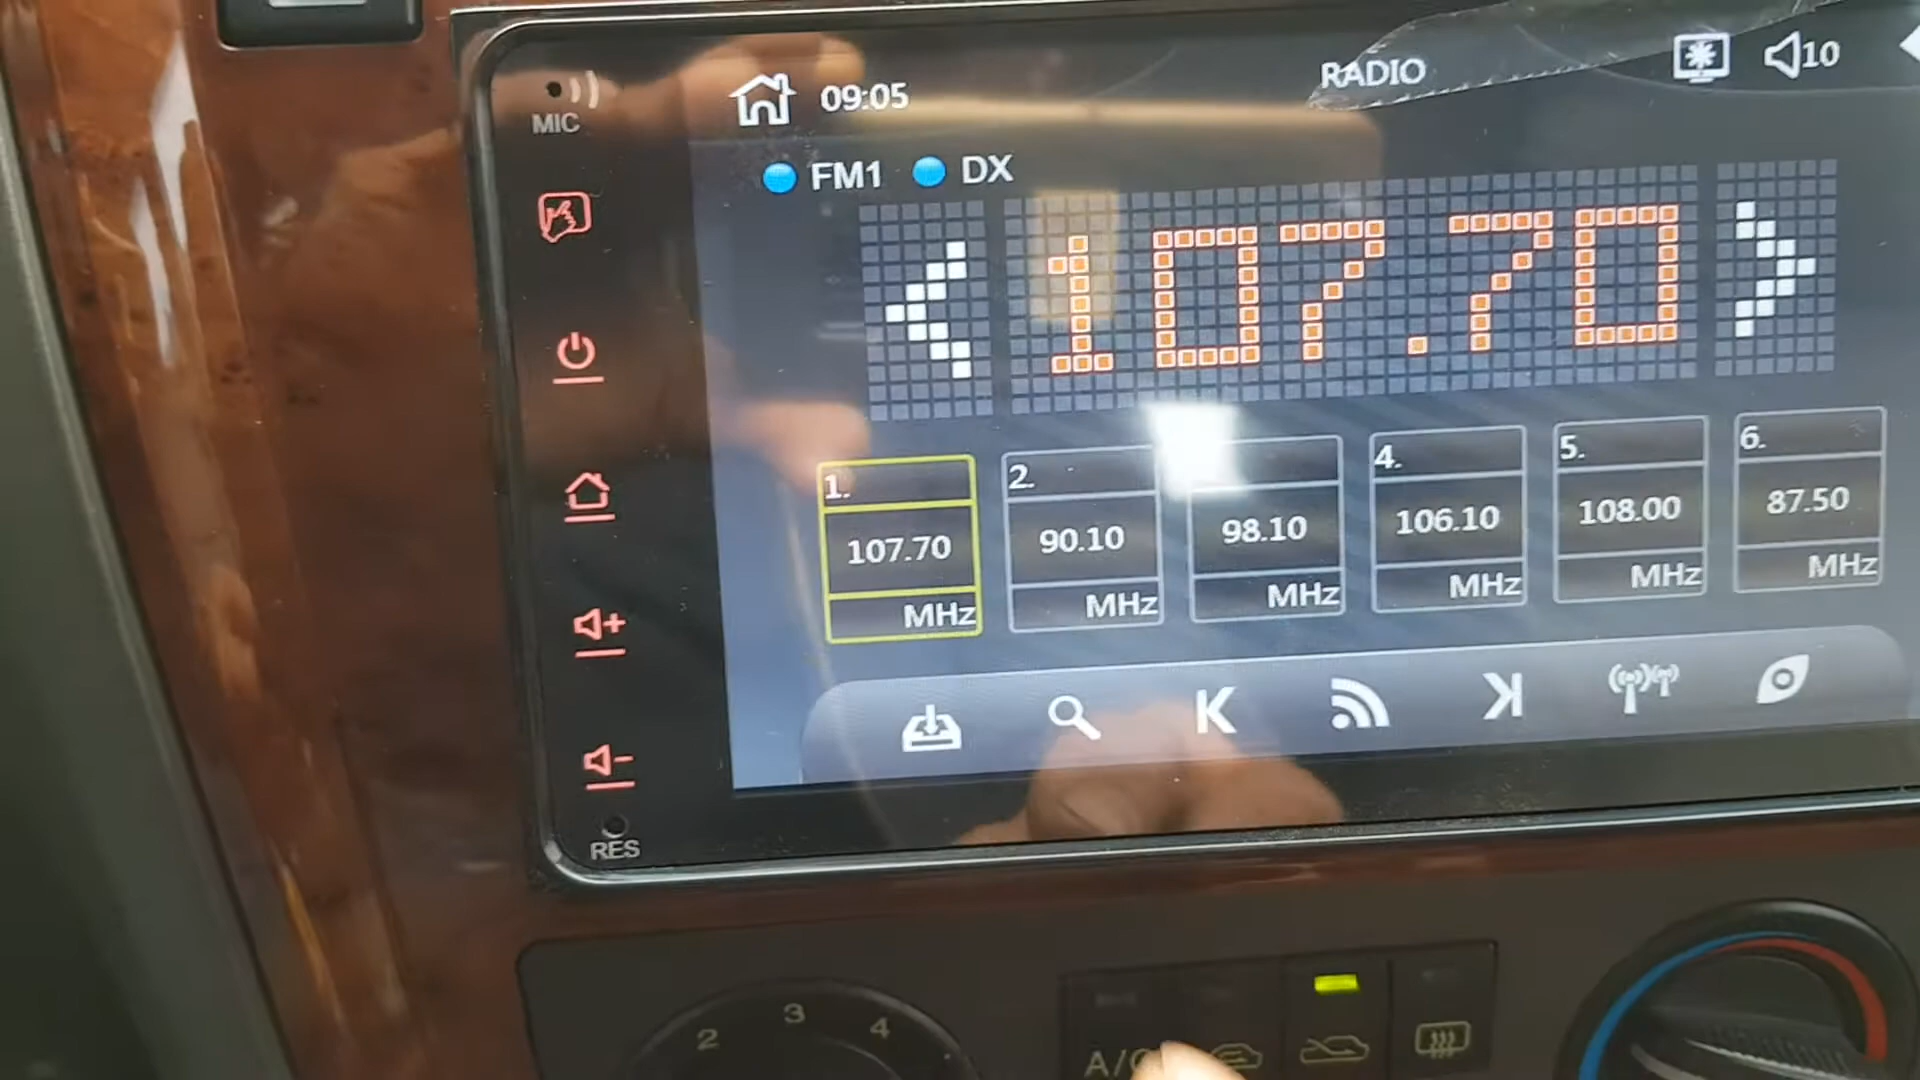 MIC
09:05
RADIO
10
FM1
DX
107.70
1.
2.
4.
5.
6.
107.70
90.10
98.10
106.10
108.00
87.50
MHz
MHz
MHz
MHz
MHz
MHz
RES
2
3
4
A/C